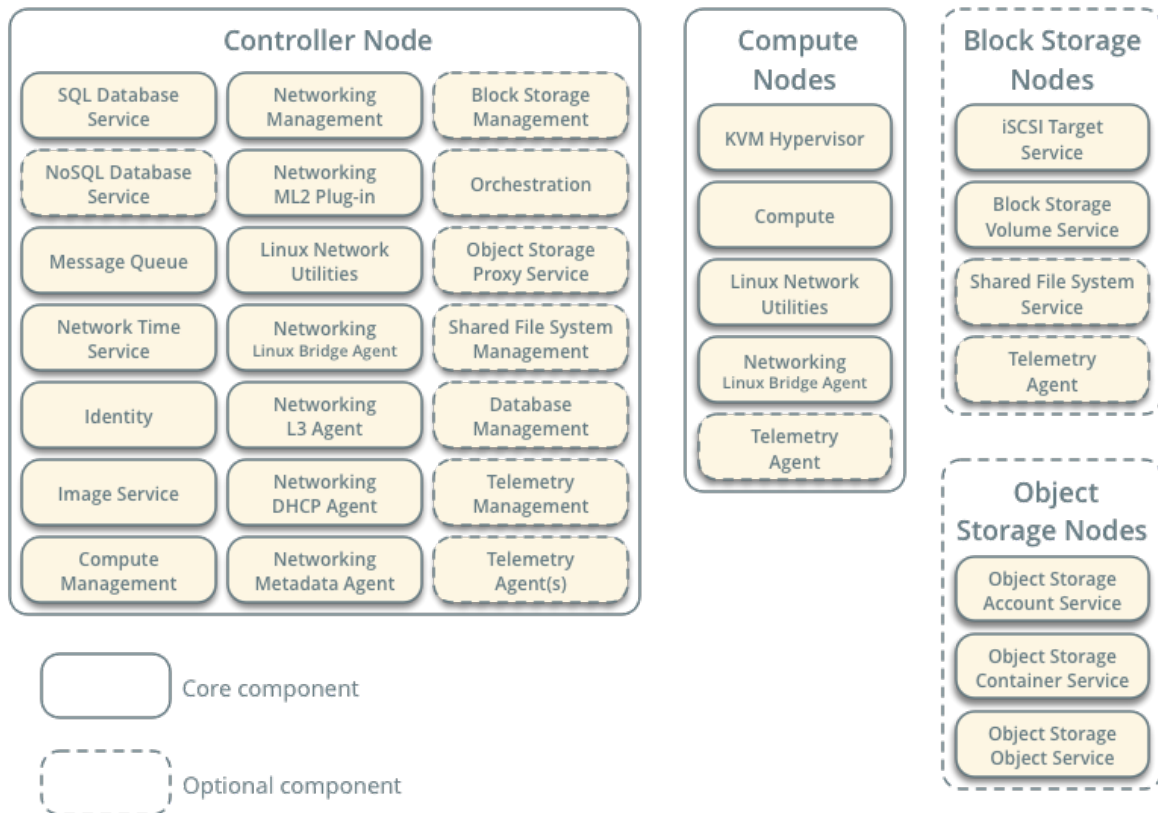 Controller Node
SQL Database
Service
Networking
Management
Block Storage
Management
NoSQL Database
Service
Networking
ML2 Plug-in
Orchestration
Message Queue
Linux Network
Utilities
Object Storage
Proxy Service
Network Time
Service
Networking
Linux Bridge Agent
Shared File System
Management
Identity
Networking
L3 Agent
Database
Management
Image Service
Networking
DHCP Agent
Telemetry
Management
Compute
Management
Networking
Metadata Agent
Telemetry
Agent(s)
Compute
Nodes
KVM Hypervisor
Compute
Linux Network
Utilities
Networking
Linux Bridge Agent
Telemetry
Agent
Block Storage
Nodes
iSCSI Target
Service
Block Storage
Volume Service
Shared File System
Service
Telemetry
Agent
Object
Storage Nodes
Object Storage
Account Service
Object Storage
Container Service
Object Storage
Object Service
Core component
Optional component